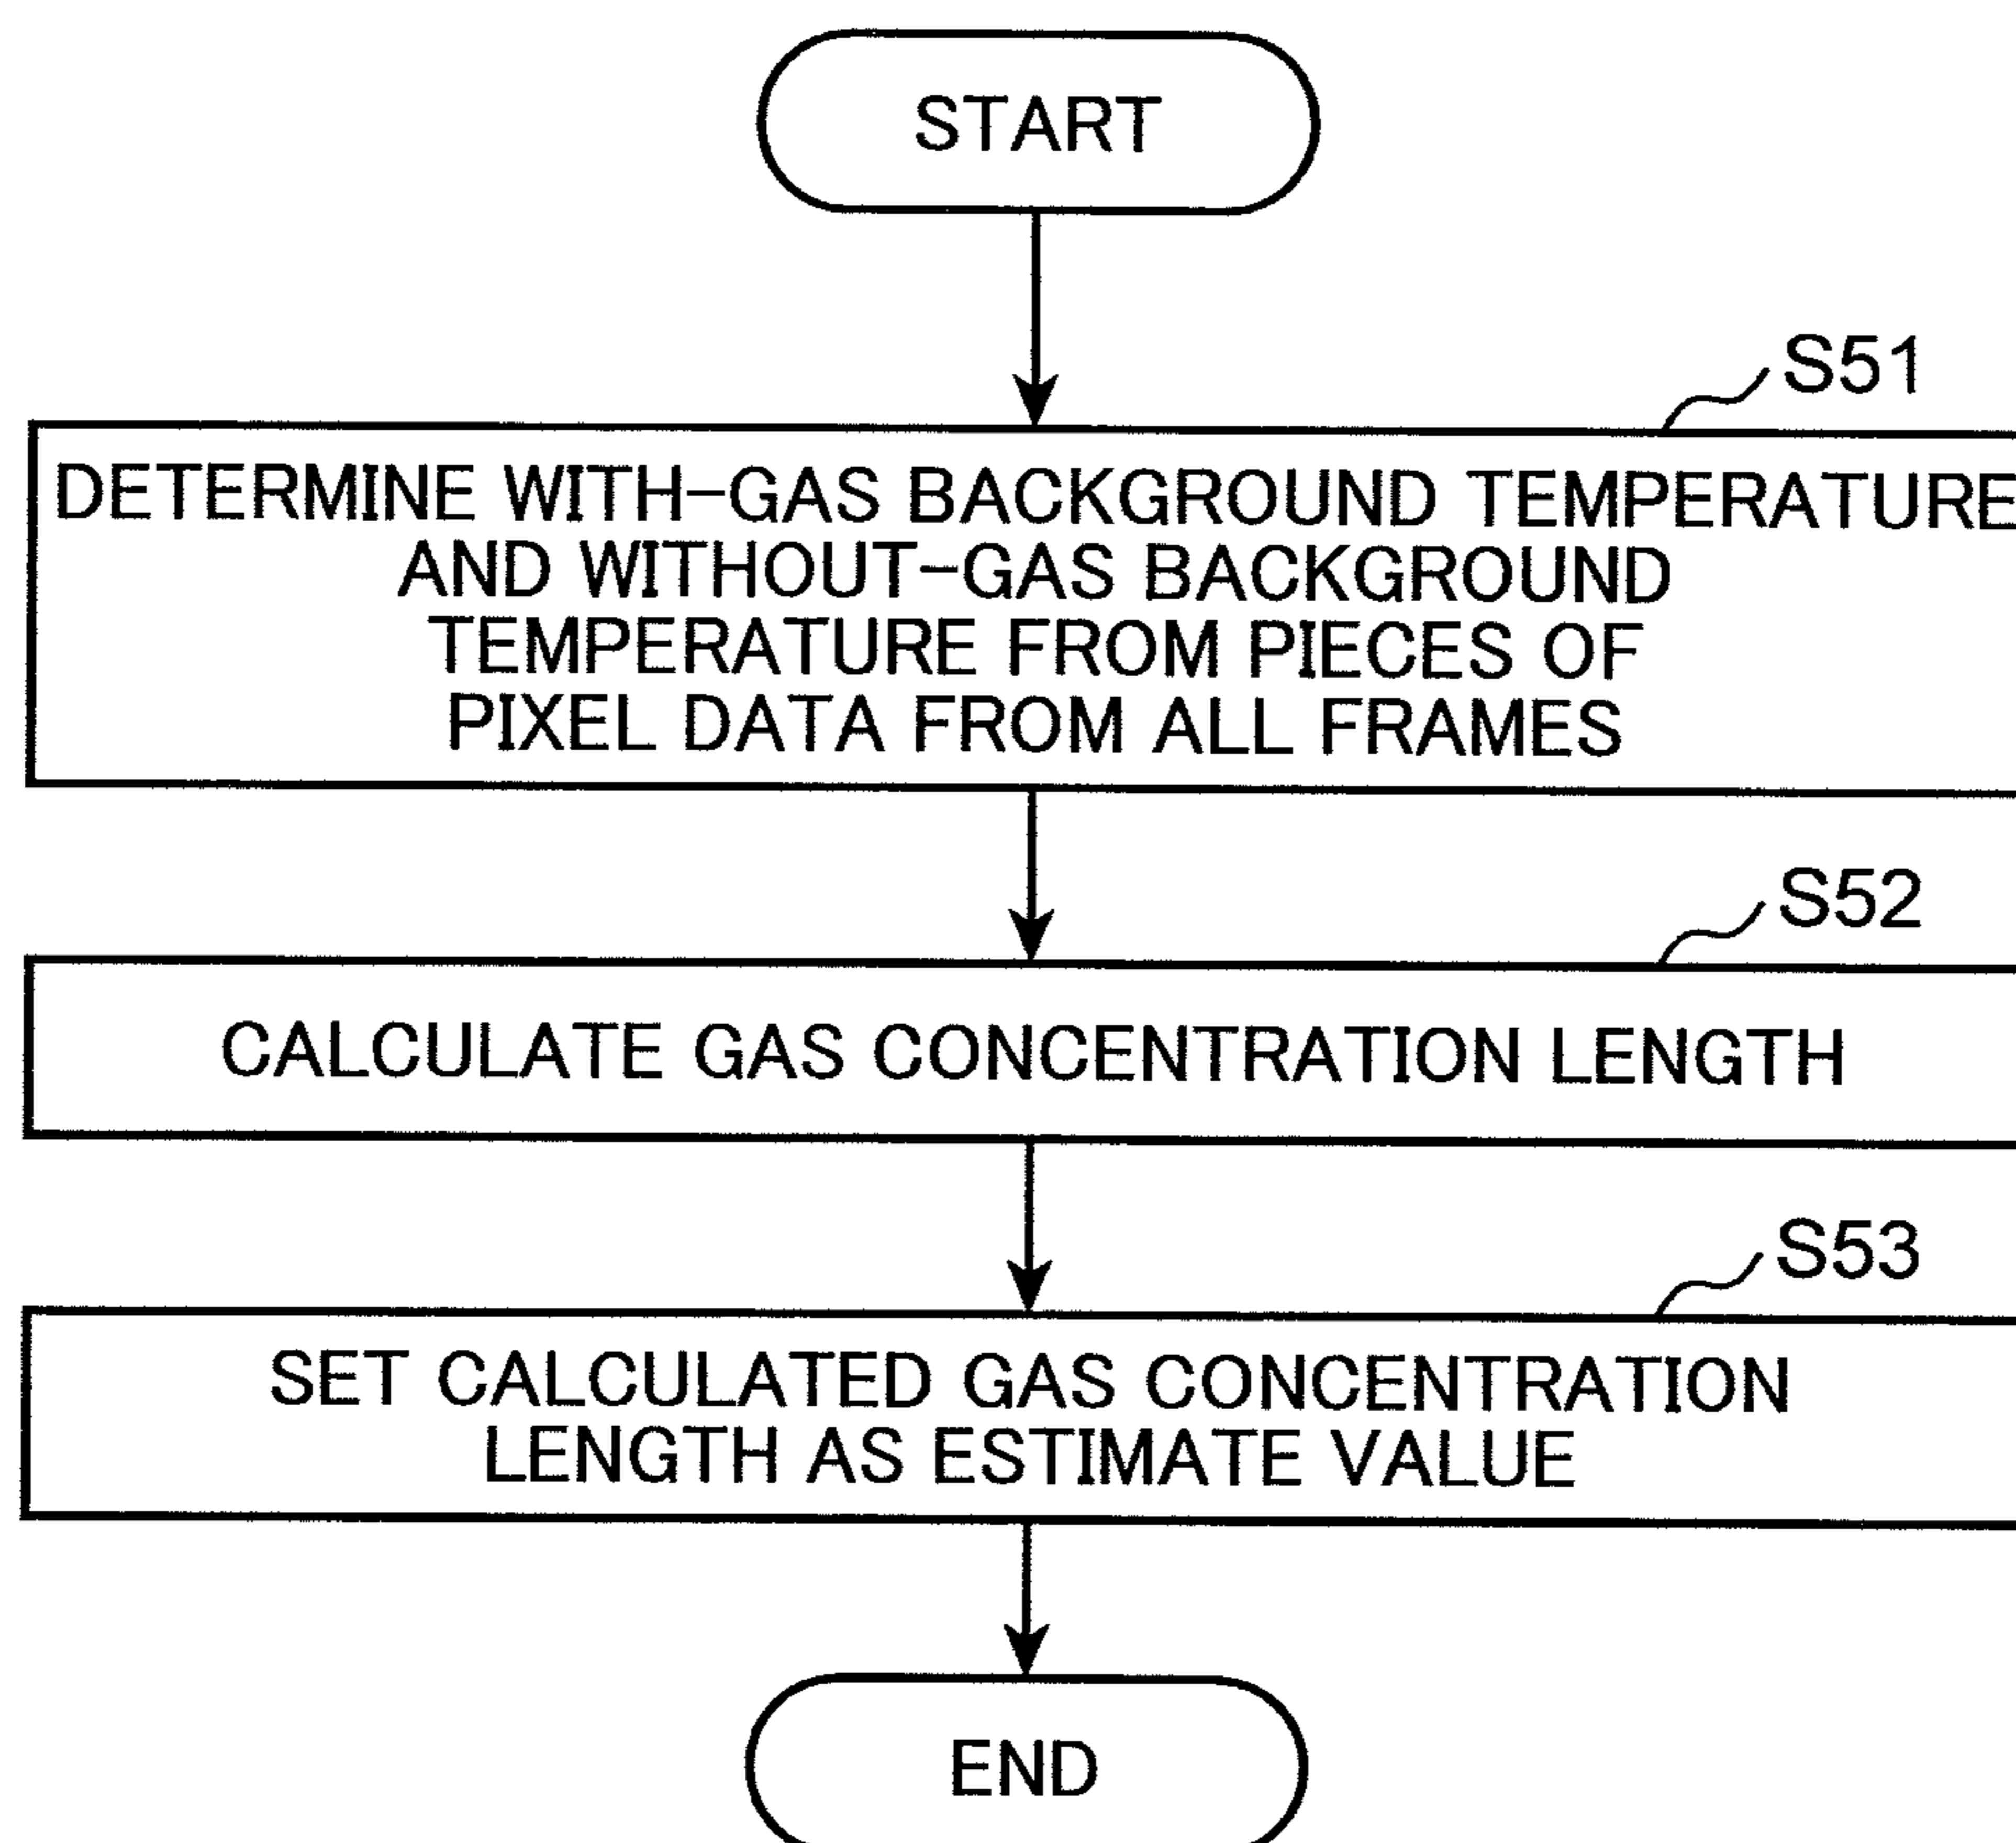 START
S51
DETERMINE WITH-GAS BACKGROUND TEMPERATURE
AND WITHOUT-GAS BACKGROUND
TEMPERATURE FROM PIECES OF
PIXEL DATA FROM ALL FRAMES
S52
CALCULATE GAS CONCENTRATION LENGTH
S53
SET CALCULATED GAS CONCENTRATION
LENGTH AS ESTIMATE VALUE
END